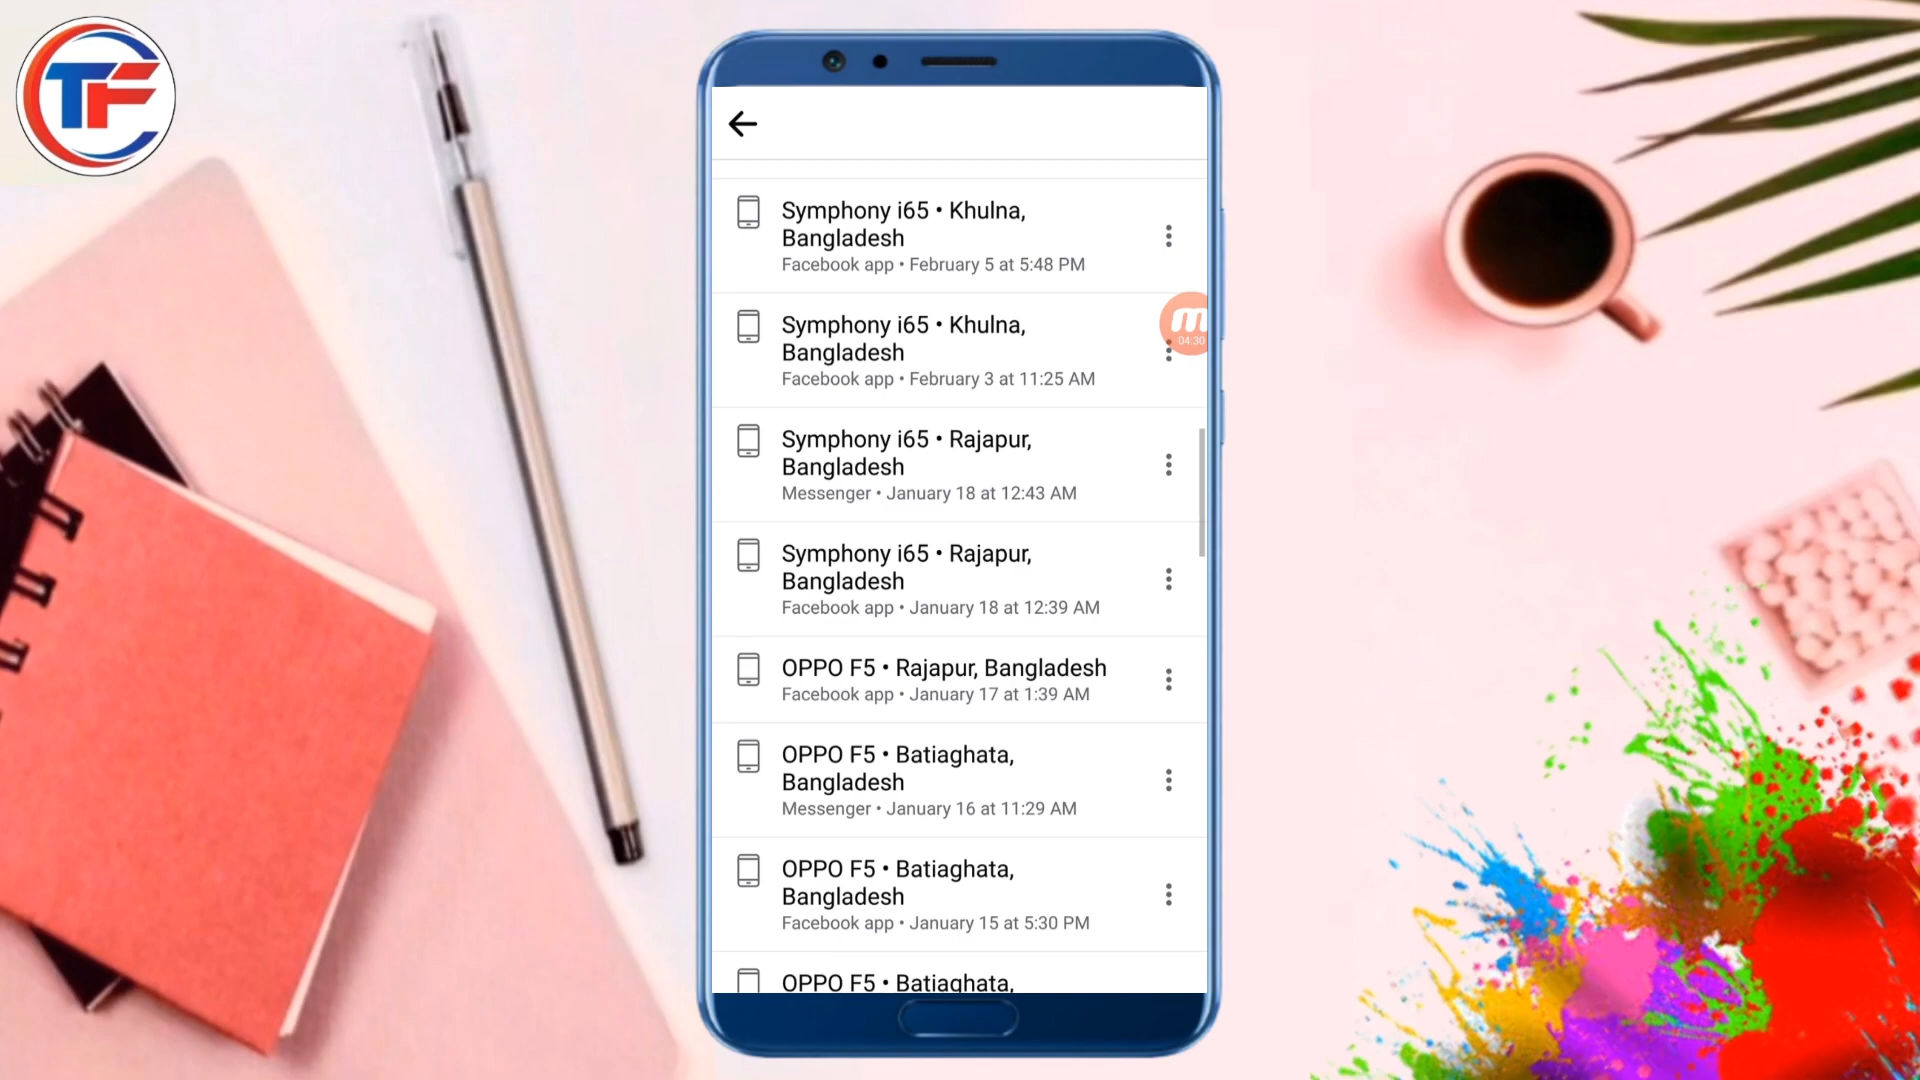 TF
Symphony i65 • Khulna,
Bangladesh
Facebook app • February 5 at 5:48 PM
Symphony i65 • Khulna,
Bangladesh
Facebook app • February 3 at 11:25 AM
m
04:30
Symphony i65 • Rajapur,
Bangladesh
Messenger • January 18 at 12:43 AM
Symphony i65 • Rajapur,
Bangladesh
Facebook app • January 18 at 12:39 AM
OPPO F5 • Rajapur, Bangladesh
Facebook app • January 17 at 1:39 AM
OPPO F5 • Batiaghata,
Bangladesh
Messenger • January 16 at 11:29 AM
OPPO F5 • Batiaghata,
Bangladesh
Facebook app • January 15 at 5:30 PM
OPPO F5 • Batiaghata,